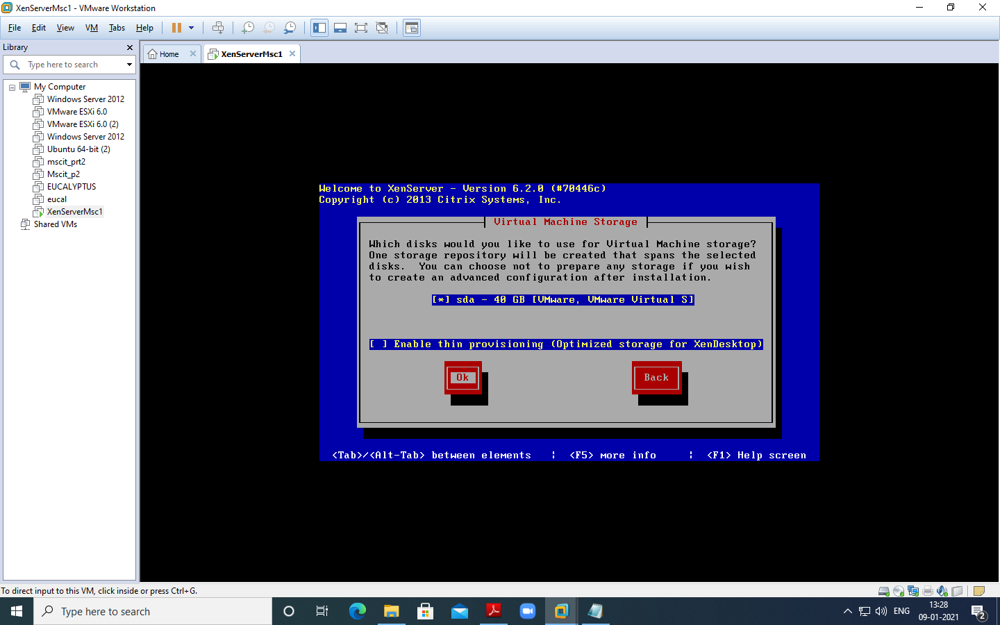 XenServerMsc1 - VMware Workstation
File Edit View VM Tabs Help
Library
Type here to search
My Computer
Windows Server 2012
VMware ESXi 6.0
VMware ESXi 6.0 (2)
Windows Server 2012
Ubuntu 64-bit (2)
mscit_prt2
Mscit_p2
EUCALYPTUS
eucal
XenServerMsc1
Shared VMs
Home
XenServerMsc1
Welcome to XenServer - Version 6.2.0 (#70446c)
Copyright (c) 2013 Citrix Systems, Inc.
Virtual Machine Storage
Which disks would you like to use for Virtual Machine storage?
One storage repository will be created that spans the selected
disks.  You can choose not to prepare any storage if you wish
to create an advanced configuration after installation.
[*] sda - 40 GB [VMware, VMware Virtual S]
[ ] Enable thin provisioning (Optimized storage for XenDesktop)
Ok Back
<Tab>/<Alt-Tab> between elements ¦ <F5> more info ¦ <F1> Help screen
To direct input to this VM, click inside or press Ctrl+G.
Type here to search
ENG
13:28
09-01-2021
2